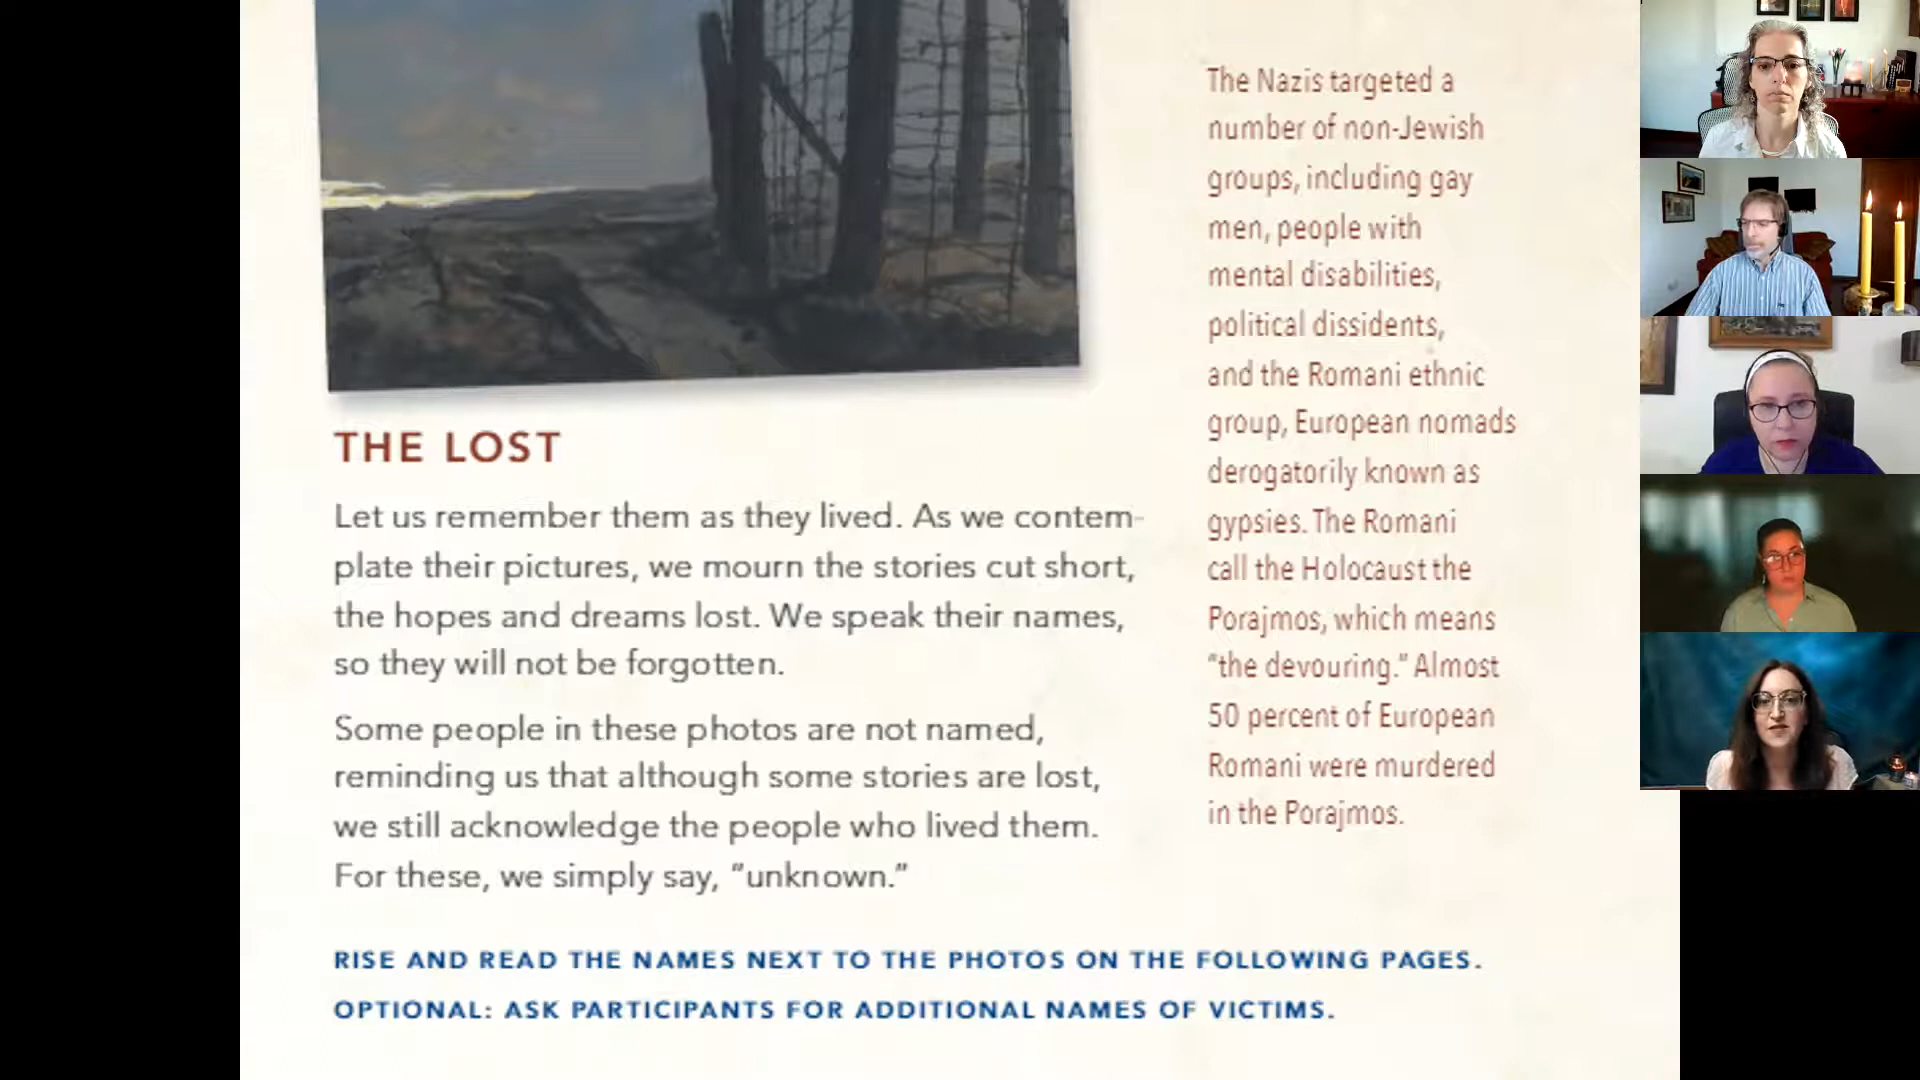 THE LOST
Let us remember them as they lived. As we contem-
plate their pictures, we mourn the stories cut short,
the hopes and dreams lost. We speak their names,
so they will not be forgotten.
Some people in these photos are not named,
reminding us that although some stories are lost,
we still acknowledge the people who lived them.
For these, we simply say, “unknown.”
RISE AND READ THE NAMES NEXT TO THE PHOTOS ON THE FOLLOWING PAGES.
OPTIONAL: ASK PARTICIPANTS FOR ADDITIONAL NAMES OF VICTIMS.
The Nazis targeted a
number of non-Jewish
groups, including gay
men, people with
mental disabilities,
political dissidents,
and the Romani ethnic
group, European nomads
derogatorily known as
gypsies. The Romani
call the Holocaust the
Porajmos, which means
“the devouring.” Almost
50 percent of European
Romani were murdered
in the Porajmos.